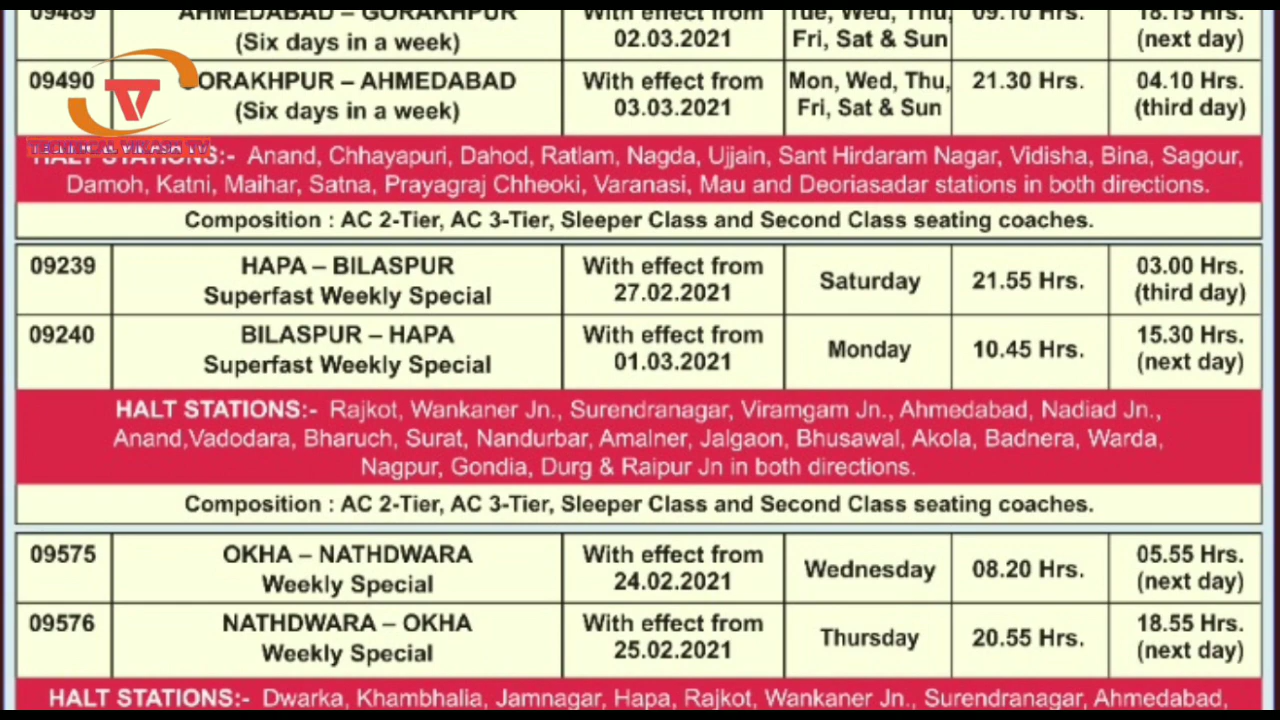 09489
AHMEDABAD – GORAKHPUR
(Six days in a week)
With effect from
02.03.2021
Tue, Wed, Thu,
Fri, Sat & Sun
09.10 Hrs.
18.15 Hrs.
(next day)
09490
GORAKHPUR – AHMEDABAD
(Six days in a week)
With effect from
03.03.2021
Mon, Wed, Thu,
Fri, Sat & Sun
21.30 Hrs.
04.10 Hrs.
(third day)
TV
TECHNICAL VIKASH TV
HALT STATIONS:- Anand, Chhayapuri, Dahod, Ratlam, Nagda, Ujjain, Sant Hirdaram Nagar, Vidisha, Bina, Sagour,
Damoh, Katni, Maihar, Satna, Prayagraj Chheoki, Varanasi, Mau and Deoriasadar stations in both directions.
Composition : AC 2-Tier, AC 3-Tier, Sleeper Class and Second Class seating coaches.
09239
HAPA – BILASPUR
Superfast Weekly Special
With effect from
27.02.2021
Saturday
21.55 Hrs.
03.00 Hrs.
(third day)
09240
BILASPUR – HAPA
Superfast Weekly Special
With effect from
01.03.2021
Monday
10.45 Hrs.
15.30 Hrs.
(next day)
HALT STATIONS:- Rajkot, Wankaner Jn., Surendranagar, Viramgam Jn., Ahmedabad, Nadiad Jn.,
Anand,Vadodara, Bharuch, Surat, Nandurbar, Amalner, Jalgaon, Bhusawal, Akola, Badnera, Warda,
Nagpur, Gondia, Durg & Raipur Jn in both directions.
Composition : AC 2-Tier, AC 3-Tier, Sleeper Class and Second Class seating coaches.
09575
OKHA – NATHDWARA
Weekly Special
With effect from
24.02.2021
Wednesday
08.20 Hrs.
05.55 Hrs.
(next day)
09576
NATHDWARA – OKHA
Weekly Special
With effect from
25.02.2021
Thursday
20.55 Hrs.
18.55 Hrs.
(next day)
HALT STATIONS:- Dwarka, Khambhalia, Jamnagar, Hapa, Rajkot, Wankaner Jn., Surendranagar, Ahmedabad,